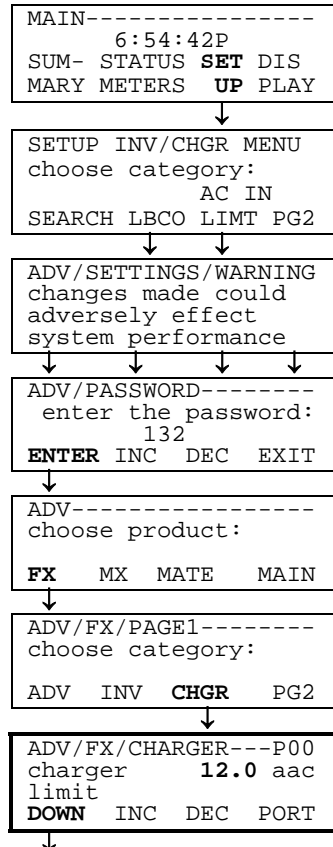 MAIN----------------
6:54:42P
SUM- STATUS SET DIS
MARY METERS UP PLAY
SETUP INV/CHGR MENU
choose category:
AC IN
SEARCH LBCO LIMT PG2
ADV/SETTINGS/WARNING
changes made could
adversely effect
system performance
ADV/PASSWORD--------
enter the password:
132
ENTER INC DEC EXIT
ADV-----------------
choose product:
FX MX MATE MAIN
ADV/FX/PAGE1--------
choose category:
ADV INV CHGR PG2
ADV/FX/CHARGER---P00
charger 12.0 aac
limit
DOWN INC DEC PORT